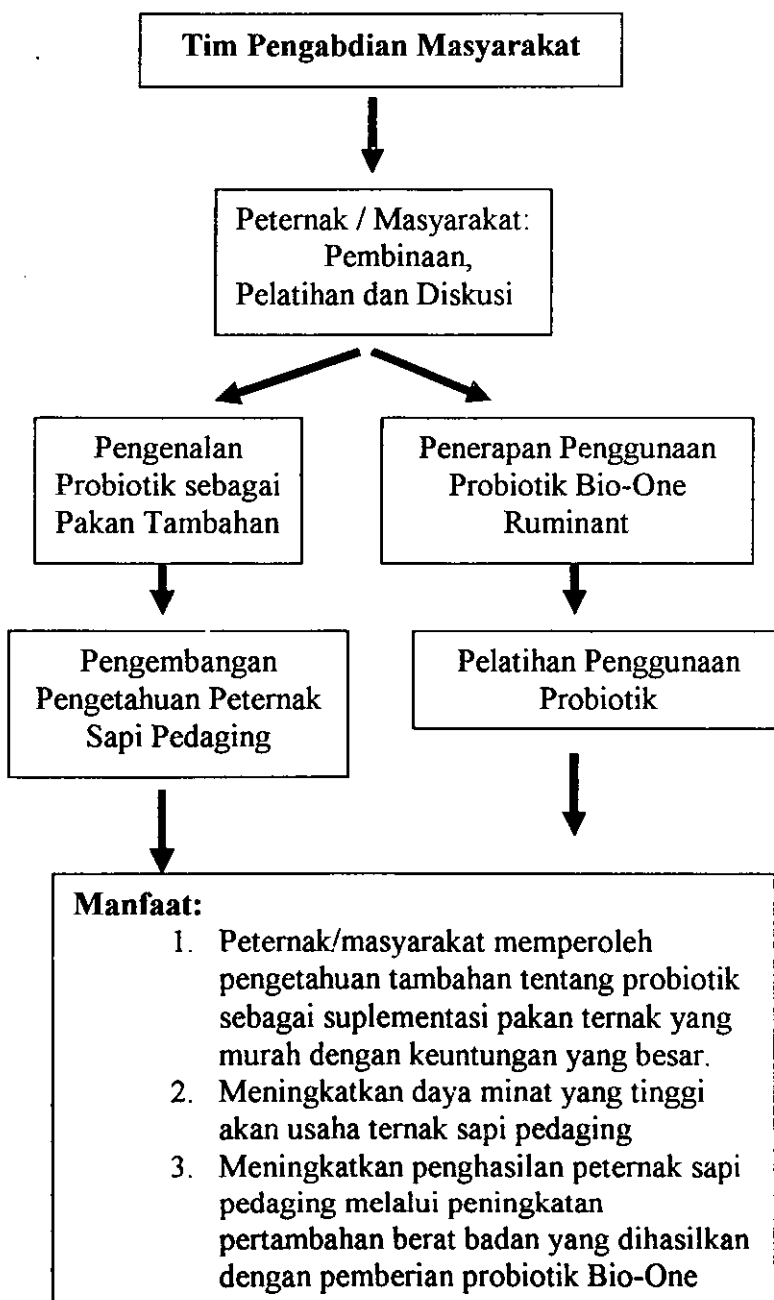 Tim Pengabdian Masyarakat
Peternak / Masyarakat:
Pembinaan,
Pelatihan dan Diskusi
Pengenalan
Probiotik sebagai
Pakan Tambahan
Penerapan Penggunaan
Probiotik Bio-One
Ruminant
Pengembangan
Pengetahuan Peternak
Sapi Pedaging
Pelatihan Penggunaan
Probiotik
Manfaat:
1. Peternak/masyarakat memperoleh
pengetahuan tambahan tentang probiotik
sebagai suplementasi pakan ternak yang
murah dengan keuntungan yang besar.
2. Meningkatkan daya minat yang tinggi
akan usaha ternak sapi pedaging
3. Meningkatkan penghasilan peternak sapi
pedaging melalui peningkatan
pertambahan berat badan yang dihasilkan
dengan pemberian probiotik Bio-One